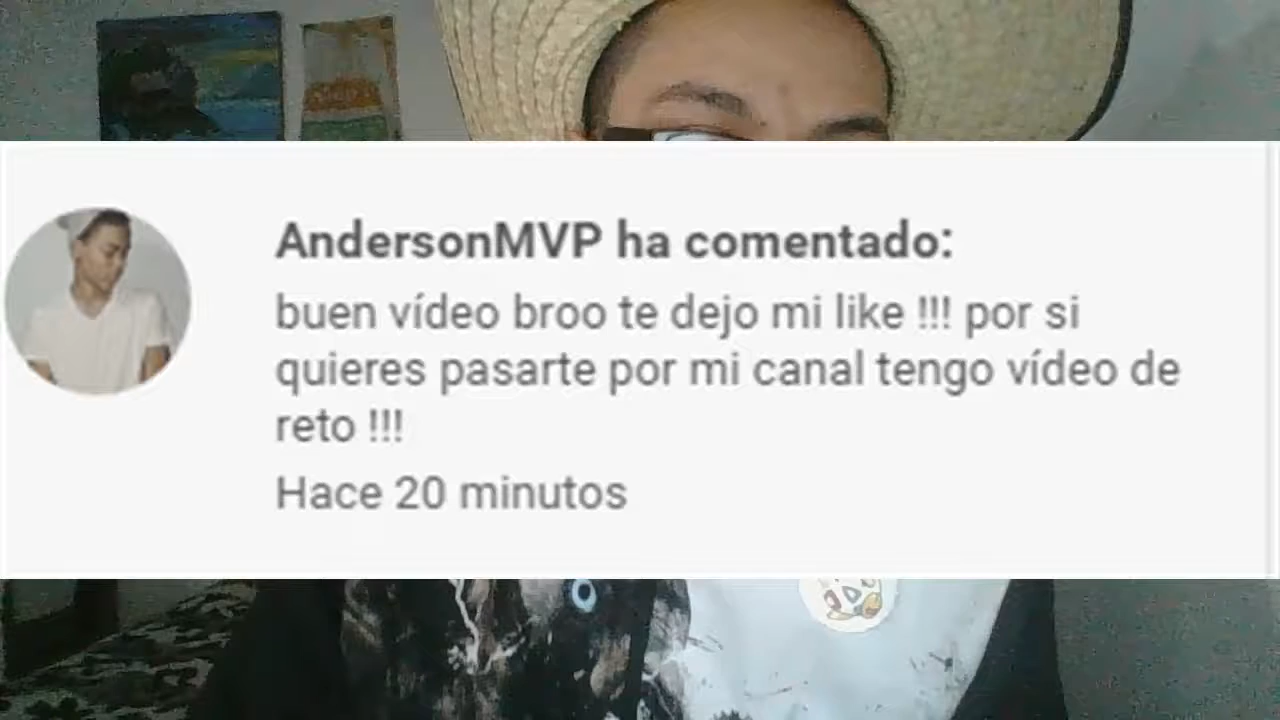 AndersonMVP ha comentado:
buen vídeo broo te dejo mi like !!! por si
quieres pasarte por mi canal tengo vídeo de
reto !!!
Hace 20 minutos